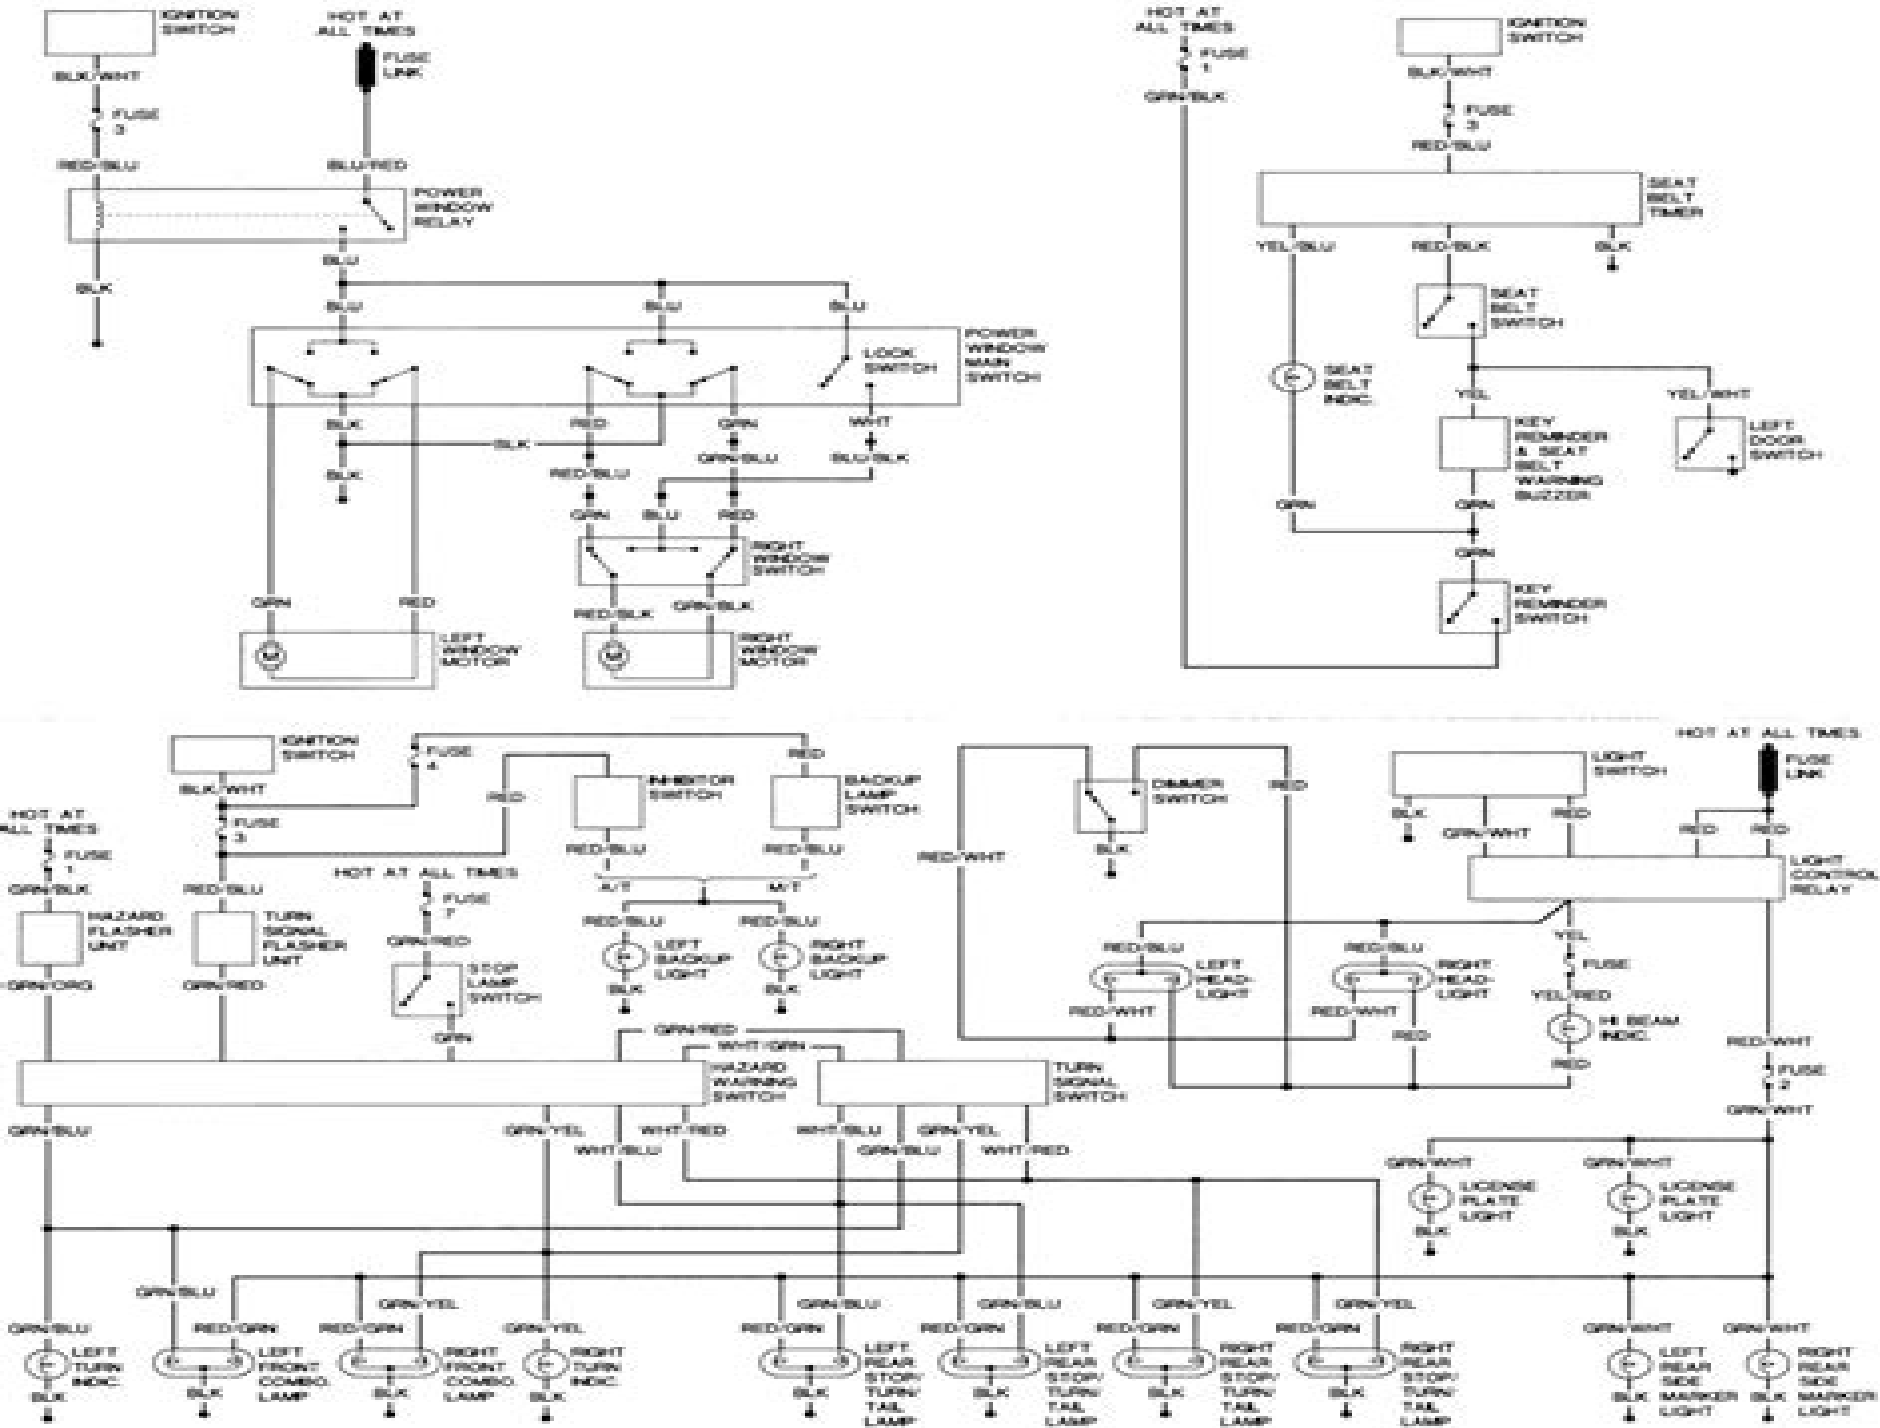 IGNITION
SWITCH
HOT AT
ALL TIMES
FUSE
LINK
BLK/WHT
FUSE
3
RED/BLU
BLU/RED
POWER
WINDOW
RELAY
BLU
BLK
BLU
BLU
BLU
LOCK
SWITCH
POWER
WINDOW
MAIN
SWITCH
BLK
RED
GRN
WHT
BLK
BLK
RED/BLU
GRN/BLU
BLU/BLK
GRN
BLU
RED
RIGHT
WINDOW
SWITCH
GRN
RED
RED/BLK
GRN/BLK
M
LEFT
WINDOW
MOTOR
M
RIGHT
WINDOW
MOTOR
HOT AT
ALL TIMES
FUSE
1
GRN/BLK
IGNITION
SWITCH
BLK/WHT
FUSE
3
RED/BLU
SEAT
BELT
TIMER
YEL/BLU
RED/BLK
BLK
SEAT
BELT
SWITCH
SEAT
BELT
INDIC.
YEL
YEL/WHT
KEY
REMINDER
& SEAT
BELT
WARNING
BUZZER
LEFT
DOOR
SWITCH
GRN
GRN
GRN
KEY
REMINDER
SWITCH
IGNITION
SWITCH
BLK/WHT
FUSE
4
RED
INHIBITOR
SWITCH
RED
BACKUP
LAMP
SWITCH
HOT AT
ALL TIMES
FUSE
1
FUSE
3
GRN/BLK
RED/BLU
HOT AT ALL TIMES
FUSE
7
RED/BLU
RED/BLU
A/T
M/T
HAZARD
FLASHER
UNIT
TURN
SIGNAL
FLASHER
UNIT
GRN/RED
STOP
LAMP
SWITCH
RED/BLU
RED/BLU
LEFT
BACKUP
LIGHT
RIGHT
BACKUP
LIGHT
GRN/ORG
GRN/RED
GRN
BLK
BLK
GRN/RED
WHT/GRN
HAZARD
WARNING
SWITCH
TURN
SIGNAL
SWITCH
GRN/BLU
GRN/YEL
WHT/BLU
WHT/RED
WHT/BLU
GRN/BLU
GRN/YEL
WHT/RED
RED/WHT
DIMMER
SWITCH
BLK
RED
LIGHT
SWITCH
HOT AT ALL TIMES
FUSE
LINK
BLK
GRN/WHT
RED
RED
RED
LIGHT
CONTROL
RELAY
RED/BLU
RED/BLU
YEL
FUSE
LEFT
HEAD-
LIGHT
RIGHT
HEAD-
LIGHT
YEL/RED
RED/WHT
RED/WHT
RED
HI BEAM
INDIC.
RED
RED/WHT
FUSE
2
GRN/WHT
GRN/WHT
GRN/WHT
LICENSE
PLATE
LIGHT
LICENSE
PLATE
LIGHT
BLK
BLK
GRN/BLU
GRN/YEL
GRN/BLU
GRN/BLU
GRN/YEL
GRN/YEL
GRN/BLU
RED/GRN
RED/GRN
GRN/YEL
RED/GRN
RED/GRN
RED/GRN
RED/GRN
GRN/WHT
GRN/WHT
LEFT
TURN
INDIC.
BLK
LEFT
FRONT
COMBO.
LAMP
BLK
RIGHT
FRONT
COMBO.
LAMP
BLK
RIGHT
TURN
INDIC.
BLK
LEFT
REAR
STOP/
TURN/
TAIL
LAMP
BLK
LEFT
REAR
STOP/
TURN/
TAIL
LAMP
BLK
RIGHT
REAR
STOP/
TURN/
TAIL
LAMP
BLK
RIGHT
REAR
STOP/
TURN/
TAIL
LAMP
BLK
LEFT
REAR
SIDE
MARKER
LIGHT
BLK
RIGHT
REAR
SIDE
MARKER
LIGHT
BLK